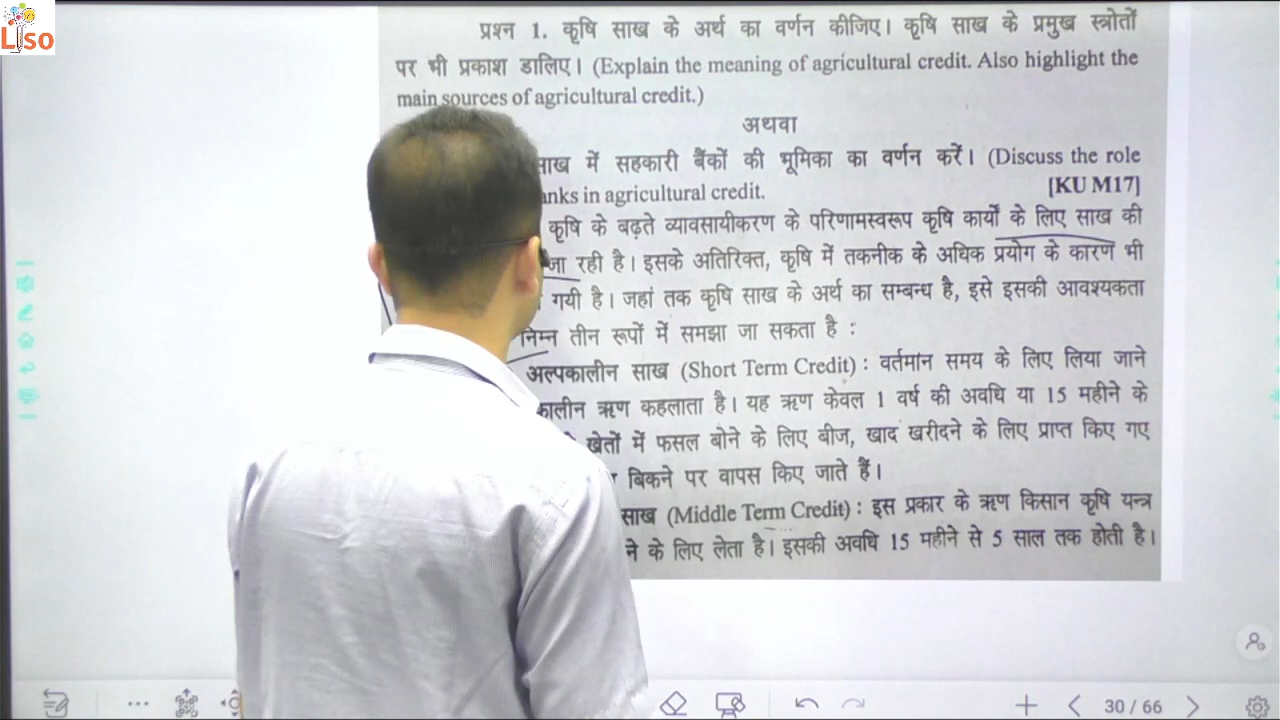 Liso
प्रश्न 1. कृषि साख के अर्थ का वर्णन कीजिए। कृषि साख के प्रमुख स्त्रोतों
पर भी प्रकाश डालिए। (Explain the meaning of agricultural credit. Also highlight the
main sources of agricultural credit.)
अथवा
साख में सहकारी बैंकों की भूमिका का वर्णन करें। (Discuss the role
in agricultural credit. [KU M17]
कृषि के बढ़ते व्यावसायीकरण के परिणामस्वरूप कृषि कार्यों के लिए साख की
जा रही है। इसके अतिरिक्त, कृषि में तकनीक के अधिक प्रयोग के कारण भी
गयी है। जहां तक कृषि साख के अर्थ का सम्बन्ध है, इसे इसकी आवश्यकता
निम्न तीन रूपों में समझा जा सकता है :
अल्पकालीन साख (Short Term Credit) : वर्तमान समय के लिए लिया जाने
ऋण कहलाता है। यह ऋण केवल 1 वर्ष की अवधि या 15 महीने के
खेतों में फसल बोने के लिए बीज, खाद खरीदने के लिए प्राप्त किए गए
बिकने पर वापस किए जाते हैं।
साख (Middle Term Credit) : इस प्रकार के ऋण किसान कृषि यन्त्र
के लिए लेता है। इसकी अवधि 15 महीने से 5 साल तक होती है।
30 / 66